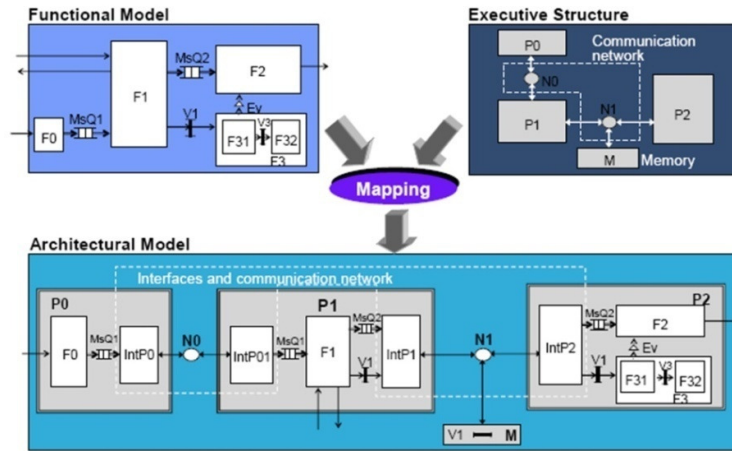 Functional Model
MsQ2
F2
F1
V1
Ev
MsQ1
F0
F31
V3
F32
F3
Executive Structure
P0
Communication
network
N0
N1
P1
P2
M
Memory
Mapping
Architectural Model
Interfaces and communication network
P0
P1
P2
MsQ2
MsQ2
F2
N0
N1
MsQ1
MsQ1
F0
IntP0
IntP01
F1
IntP1
IntP2
Ev
V1
V1
F31
V3
F32
F3
V1
M